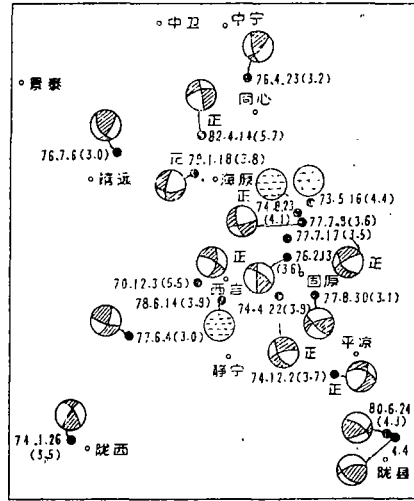 中卫
中宁
景泰
76.4.23(3.2)
同心
正
82.4.14(5.7)
76.7.6(3.0)
靖远
正
70.1.18(3.8)
海原
正
73.5.16(4.4)
74.8.23
(4.1)
77.7.9(3.6)
77.7.17(3.5)
正
76.2.13
(3.6)
正
70.12.3(5.5)
西吉
固原
78.6.14(3.9)
74.4.22(3.9)
77.8.30(3.1)
77.6.4(3.0)
静宁
正
平凉
74.12.2(3.7)
正
80.6.24
(4.1)
4.4
74.1.26
(3.5)
陇西
陇县